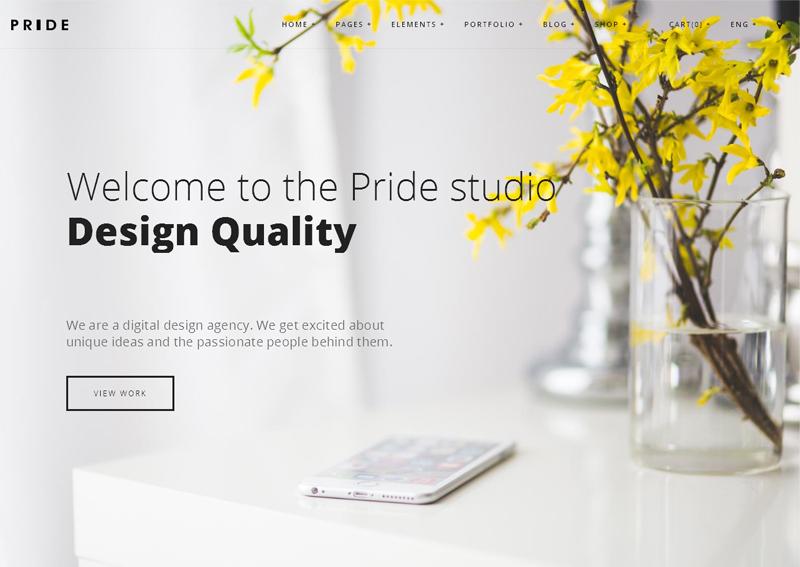 PRIDE
HOME +
PAGES +
ELEMENTS +
PORTFOLIO +
BLOG +
SHOP +
CART(0) +
ENG +
Welcome to the Pride studio
Design Quality
We are a digital design agency. We get excited about
unique ideas and the passionate people behind them.
VIEW WORK